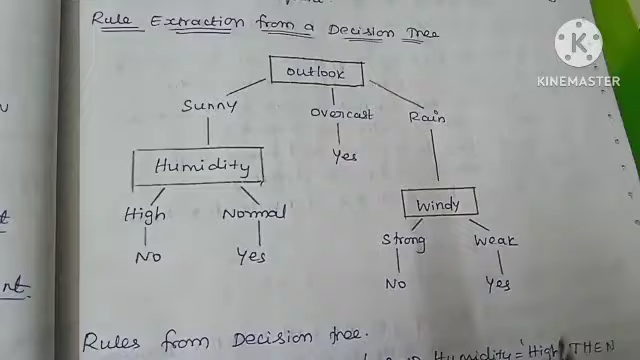 Rule Extraction from a Decision Tree
K
KINEMASTER
Outlook
Sunny Overcast Rain
Yes
Humidity
Windy
High Normal
Strong Weak
No Yes
No Yes
Rules from Decision tree.
Humidity = 'High' THEN